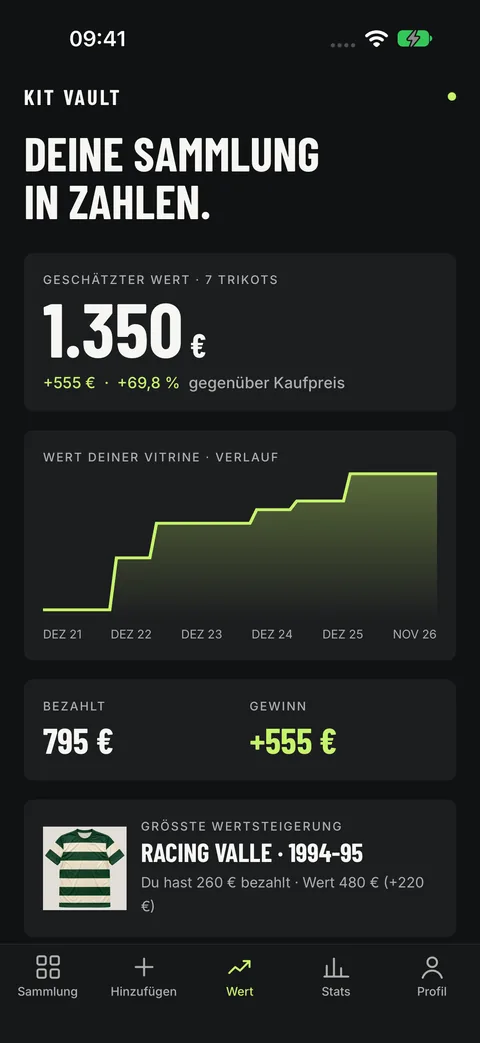 09:41
KIT VAULT
DEINE SAMMLUNG
IN ZAHLEN.
GESCHÄTZTER WERT · 7 TRIKOTS
1.350 €
+555 € · +69,8 % gegenüber Kaufpreis
WERT DEINER VITRINE · VERLAUF
DEZ 21 DEZ 22 DEZ 23 DEZ 24 DEZ 25 NOV 26
BEZAHLT GEWINN
795 € +555 €
GRÖSSTE WERTSTEIGERUNG
RACING VALLE · 1994-95
Du hast 260 € bezahlt · Wert 480 € (+220
€)
Sammlung Hinzufügen Wert Stats Profil